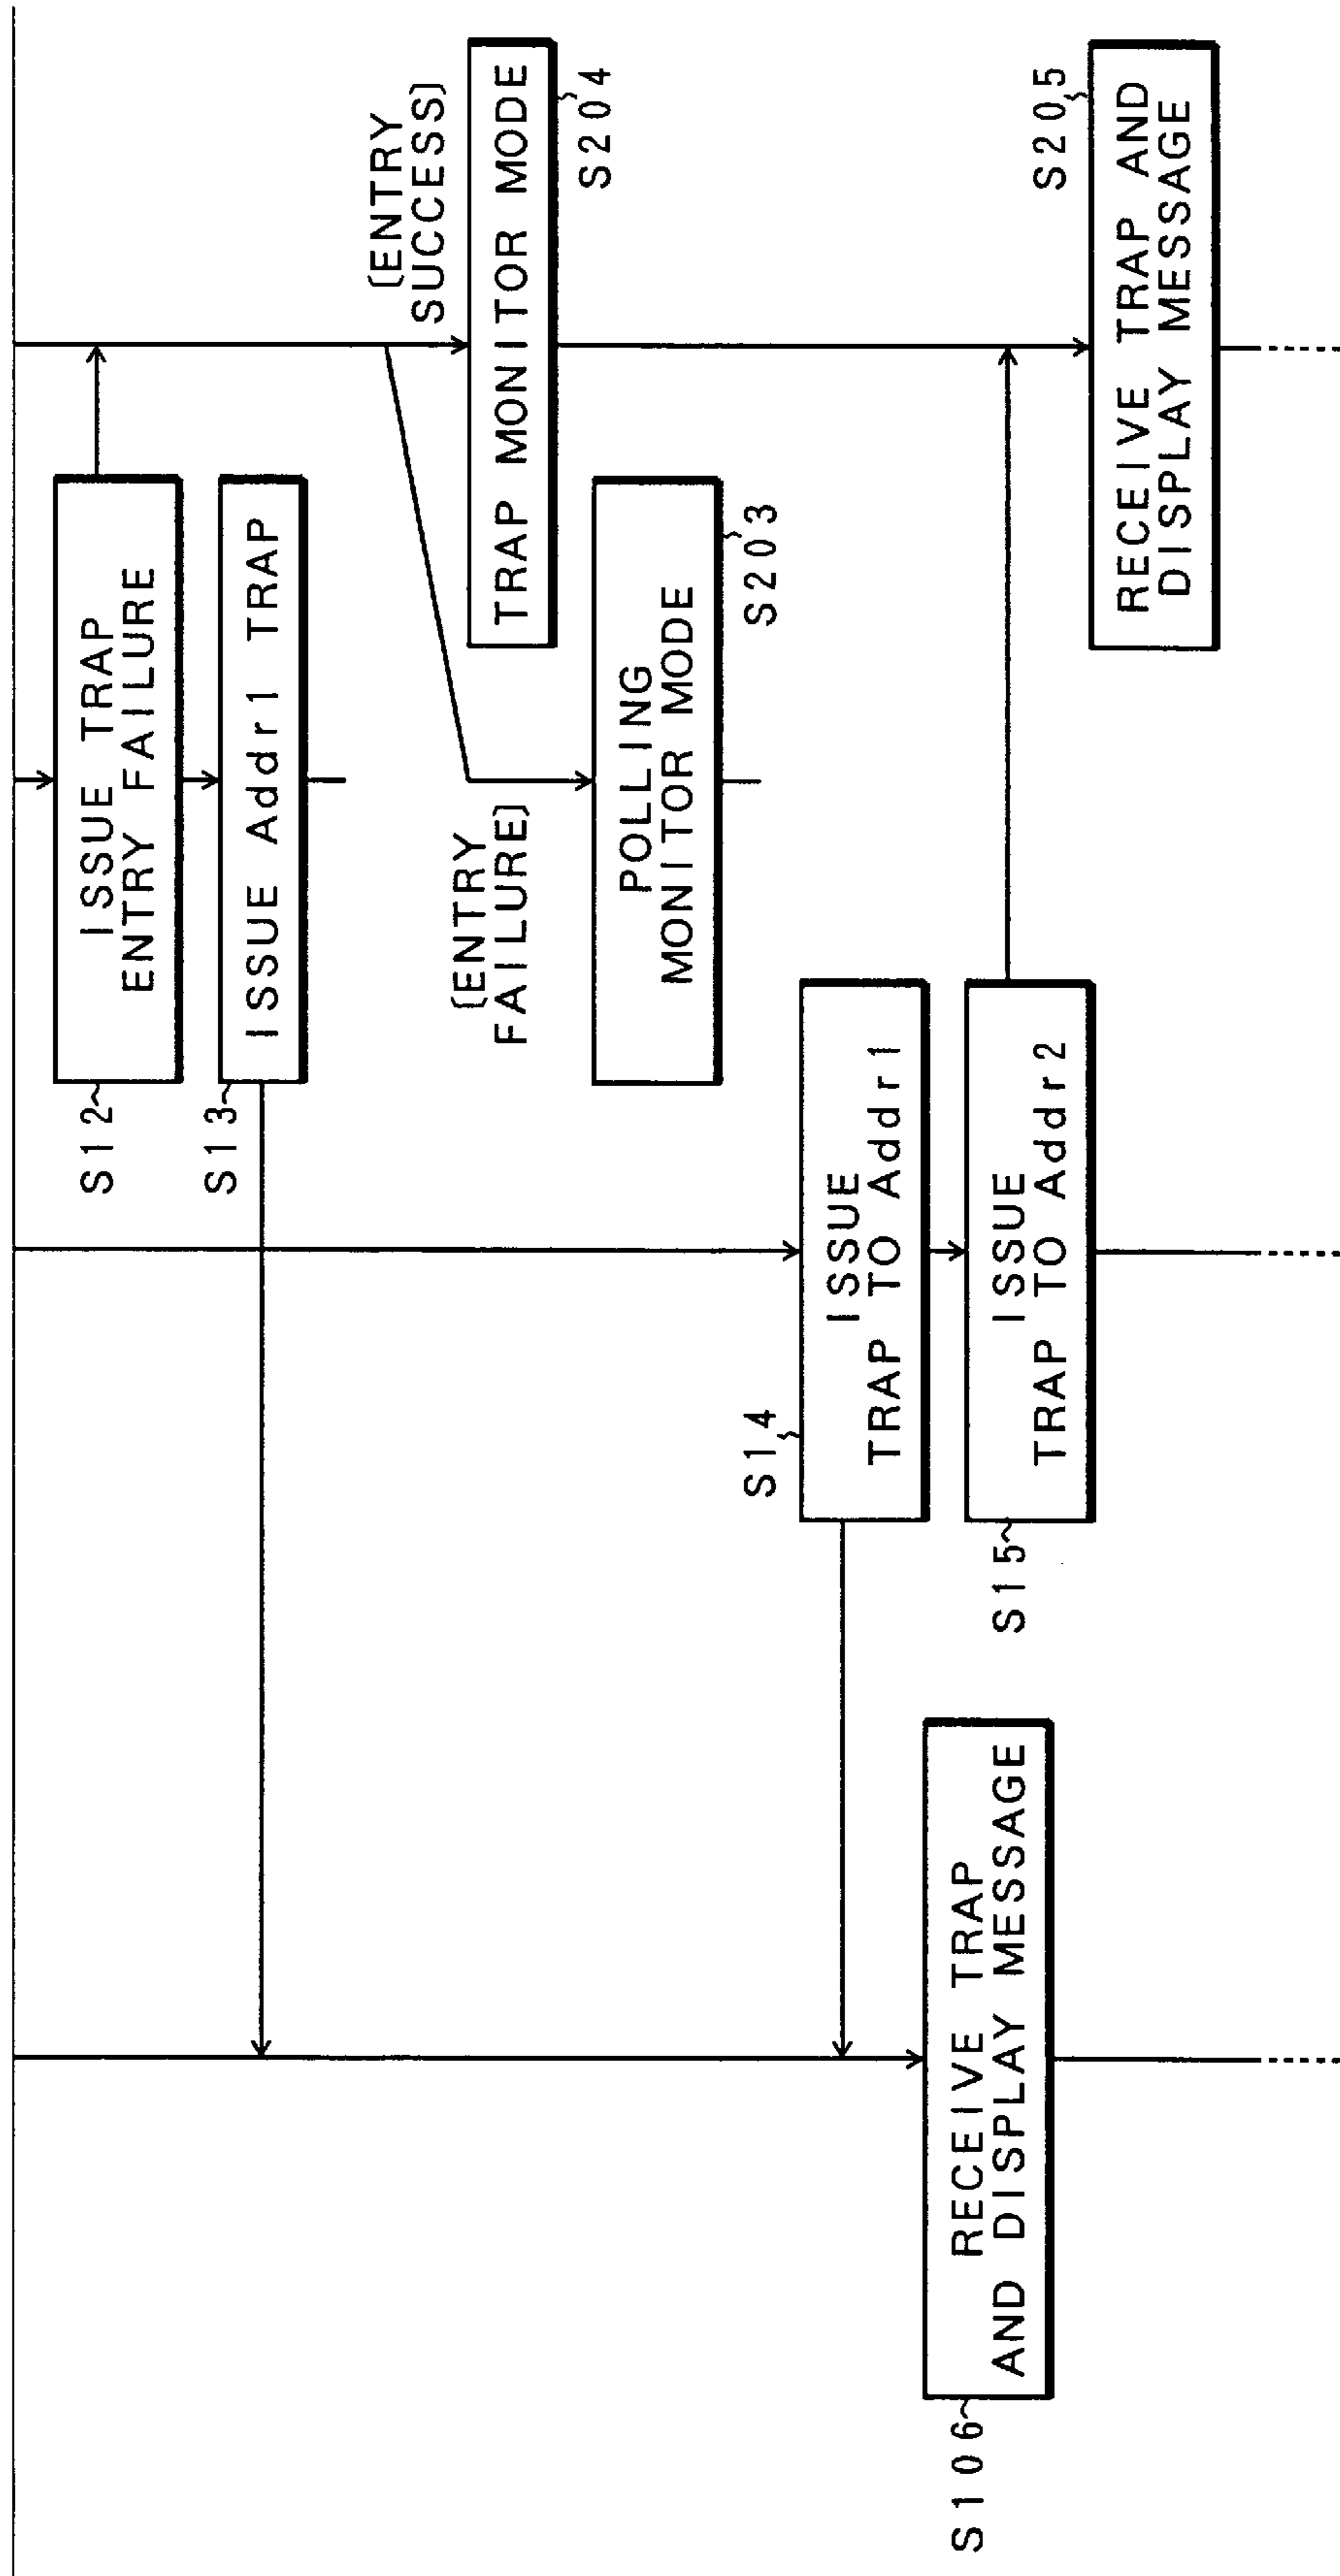 S12
ISSUE TRAP
ENTRY FAILURE
S13
ISSUE Addr1 TRAP
(ENTRY
SUCCESS)
TRAP MONITOR MODE
S204
(ENTRY
FAILURE)
POLLING
MONITOR MODE
S203
S14
ISSUE
TRAP TO Addr1
S15
ISSUE
TRAP TO Addr2
S106
RECEIVE TRAP
AND DISPLAY MESSAGE
S205
RECEIVE TRAP AND
DISPLAY MESSAGE